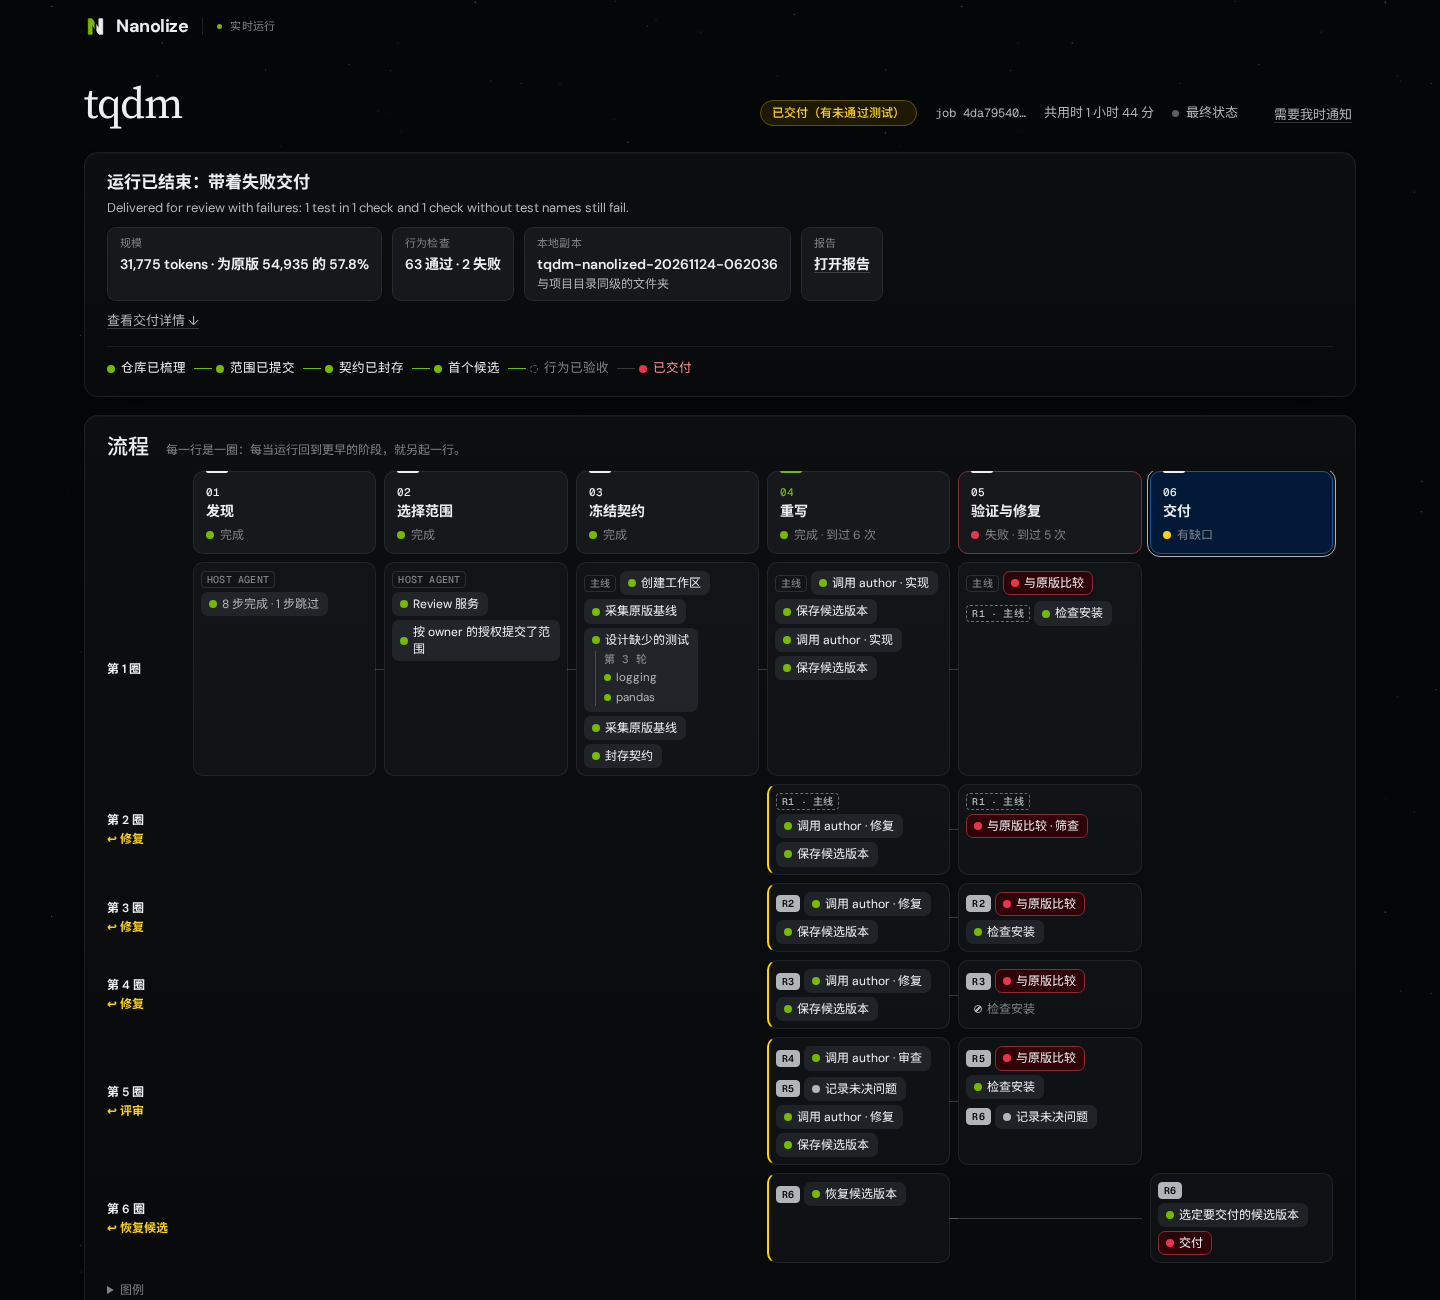 Nanolize
实时运行
tqdm
已交付（有未通过测试）
job 4da79540…
共用时 1 小时 44 分
最终状态
需要我时通知
运行已结束：带着失败交付
Delivered for review with failures: 1 test in 1 check and 1 check without test names still fail.
规模
31,775 tokens · 为原版 54,935 的 57.8%
行为检查
63 通过 · 2 失败
本地副本
tqdm-nanolized-20261124-062036
与项目目录同级的文件夹
报告
打开报告
查看交付详情 ↓
仓库已梳理
范围已提交
契约已封存
首个候选
行为已验收
已交付
流程
每一行是一圈：每当运行回到更早的阶段，就另起一行。
01
发现
完成
02
选择范围
完成
03
冻结契约
完成
04
重写
完成 · 到过 6 次
05
验证与修复
失败 · 到过 5 次
06
交付
有缺口
第 1 圈
HOST AGENT
8 步完成 · 1 步跳过
HOST AGENT
Review 服务
按 owner 的授权提交了范
围
主线
创建工作区
采集原版基线
设计缺少的测试
第 3 轮
logging
pandas
采集原版基线
封存契约
主线
调用 author · 实现
保存候选版本
调用 author · 实现
保存候选版本
主线
与原版比较
R1 · 主线
检查安装
第 2 圈
↩ 修复
R1 · 主线
调用 author · 修复
保存候选版本
R1 · 主线
与原版比较 · 筛查
第 3 圈
↩ 修复
R2
调用 author · 修复
保存候选版本
R2
与原版比较
检查安装
第 4 圈
↩ 修复
R3
调用 author · 修复
保存候选版本
R3
与原版比较
检查安装
第 5 圈
↩ 评审
R4
调用 author · 审查
R5
记录未决问题
调用 author · 修复
保存候选版本
R5
与原版比较
检查安装
R6
记录未决问题
第 6 圈
↩ 恢复候选
R6
恢复候选版本
R6
选定要交付的候选版本
交付
▶ 图例